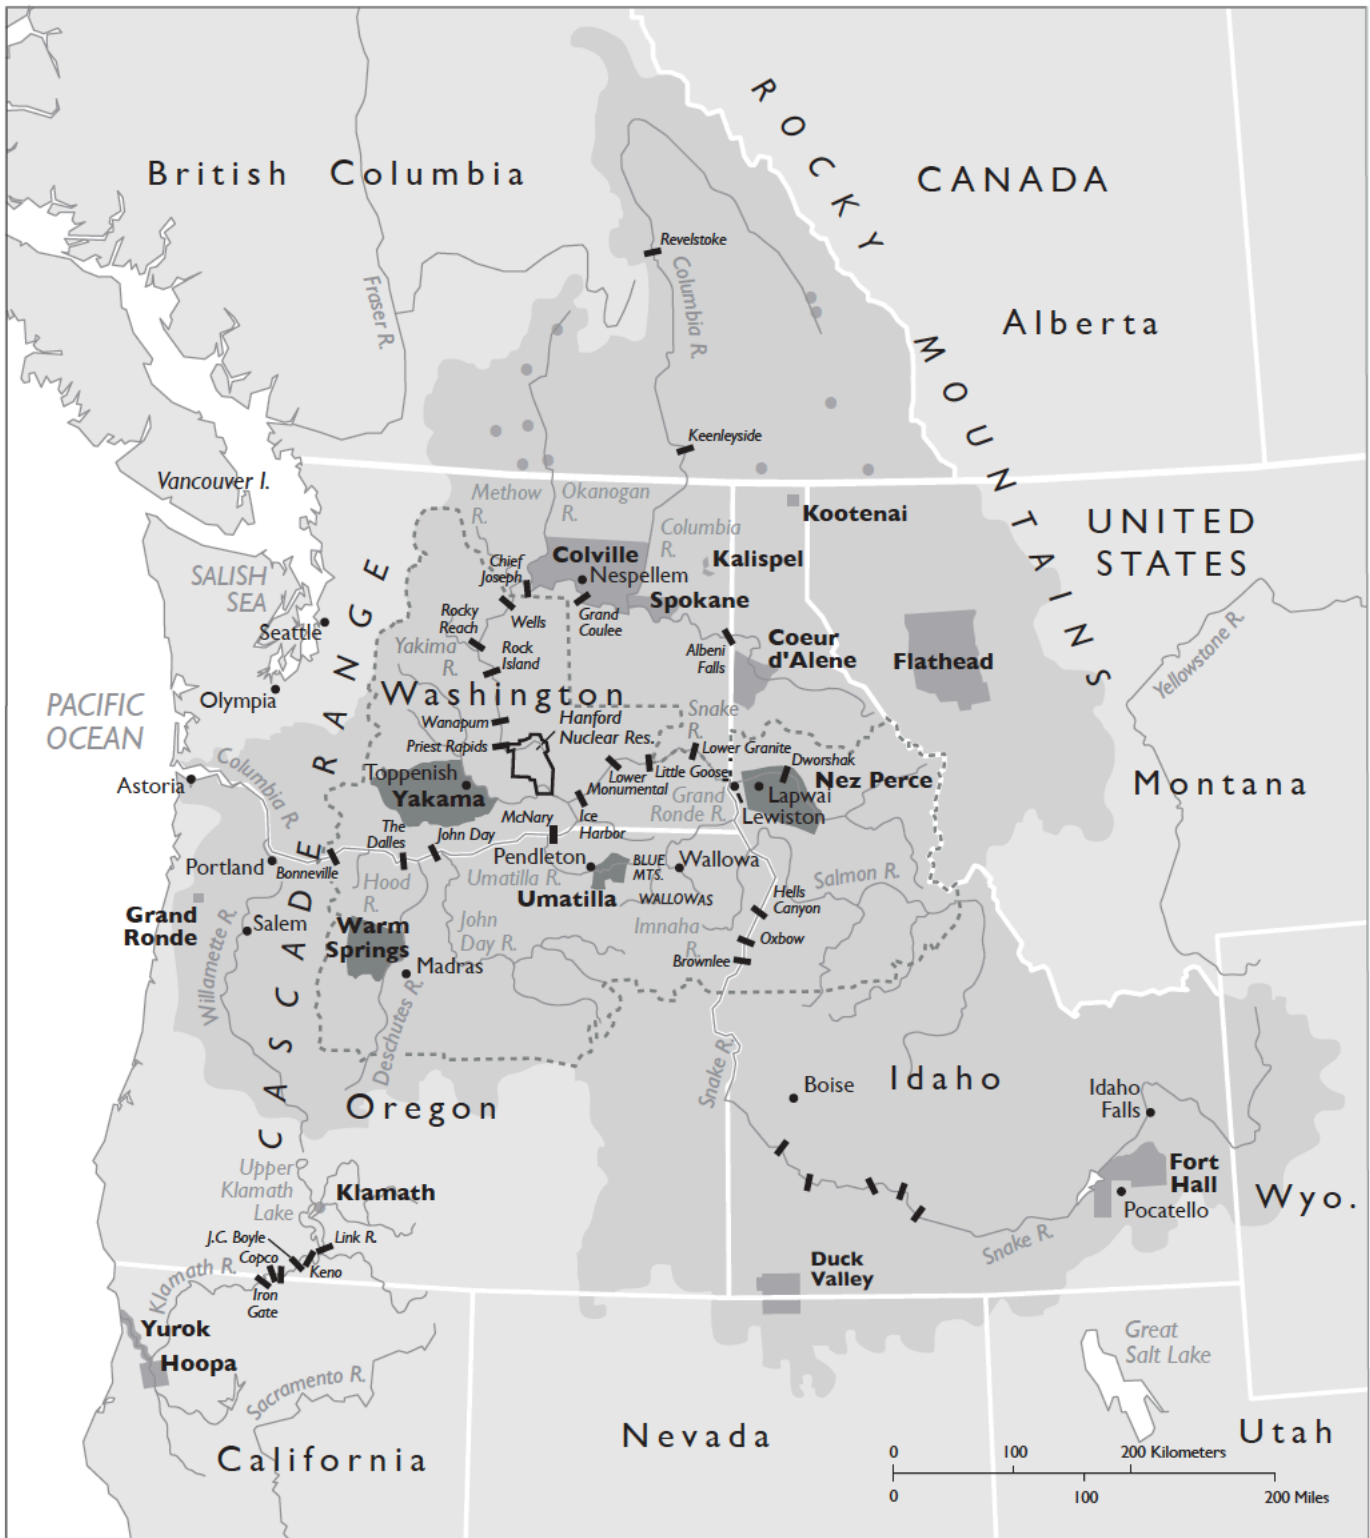 ROCKY MOUNTAINS
British Columbia
CANADA
Revelstoke
Columbia R.
Fraser R.
Alberta
Keenleyside
Vancouver I.
Methow
R.
Okanogan
R.
Columbia
R.
Kootenai
UNITED
STATES
SALISH
SEA
Chief
Joseph
Colville
Nespellem
Kalispel
Spokane
Seattle
Rocky
Reach
Wells
Grand
Coulee
Yakima
R.
Rock
Island
Albeni
Falls
Coeur
d'Alene
Flathead
Yellowstone R.
Olympia
PACIFIC
OCEAN
CASCADE RANGE
Washington
Wanapum
Hanford
Nuclear Res.
Priest Rapids
Snake
R.
Lower Granite
Dworshak
Astoria
Columbia R.
Toppenish
Yakama
Lower
Monumental
Little Goose
Nez Perce
Lapwai
Lewiston
Grand
Ronde R.
Montana
McNary
Ice
Harbor
The
Dalles
John Day
Portland
Bonneville
Pendleton
BLUE
MTS.
Wallowa
Hood
R.
Umatilla R.
Umatilla
WALLOWAS
Salmon R.
Hells
Canyon
Grand
Ronde
Willamette R.
Salem
Warm
Springs
John
Day R.
Imnaha
R.
Oxbow
Brownlee
Madras
Deschutes R.
Snake R.
Boise
Idaho
Idaho
Falls
Oregon
Upper
Klamath
Lake
Klamath
Fort
Hall
Pocatello
Wyo.
J.C. Boyle
Link R.
Copco
Keno
Klamath R.
Iron
Gate
Snake R.
Duck
Valley
Yurok
Hoopa
Sacramento R.
Great
Salt Lake
California
Nevada
Utah
0 100 200 Kilometers
0 100 200 Miles